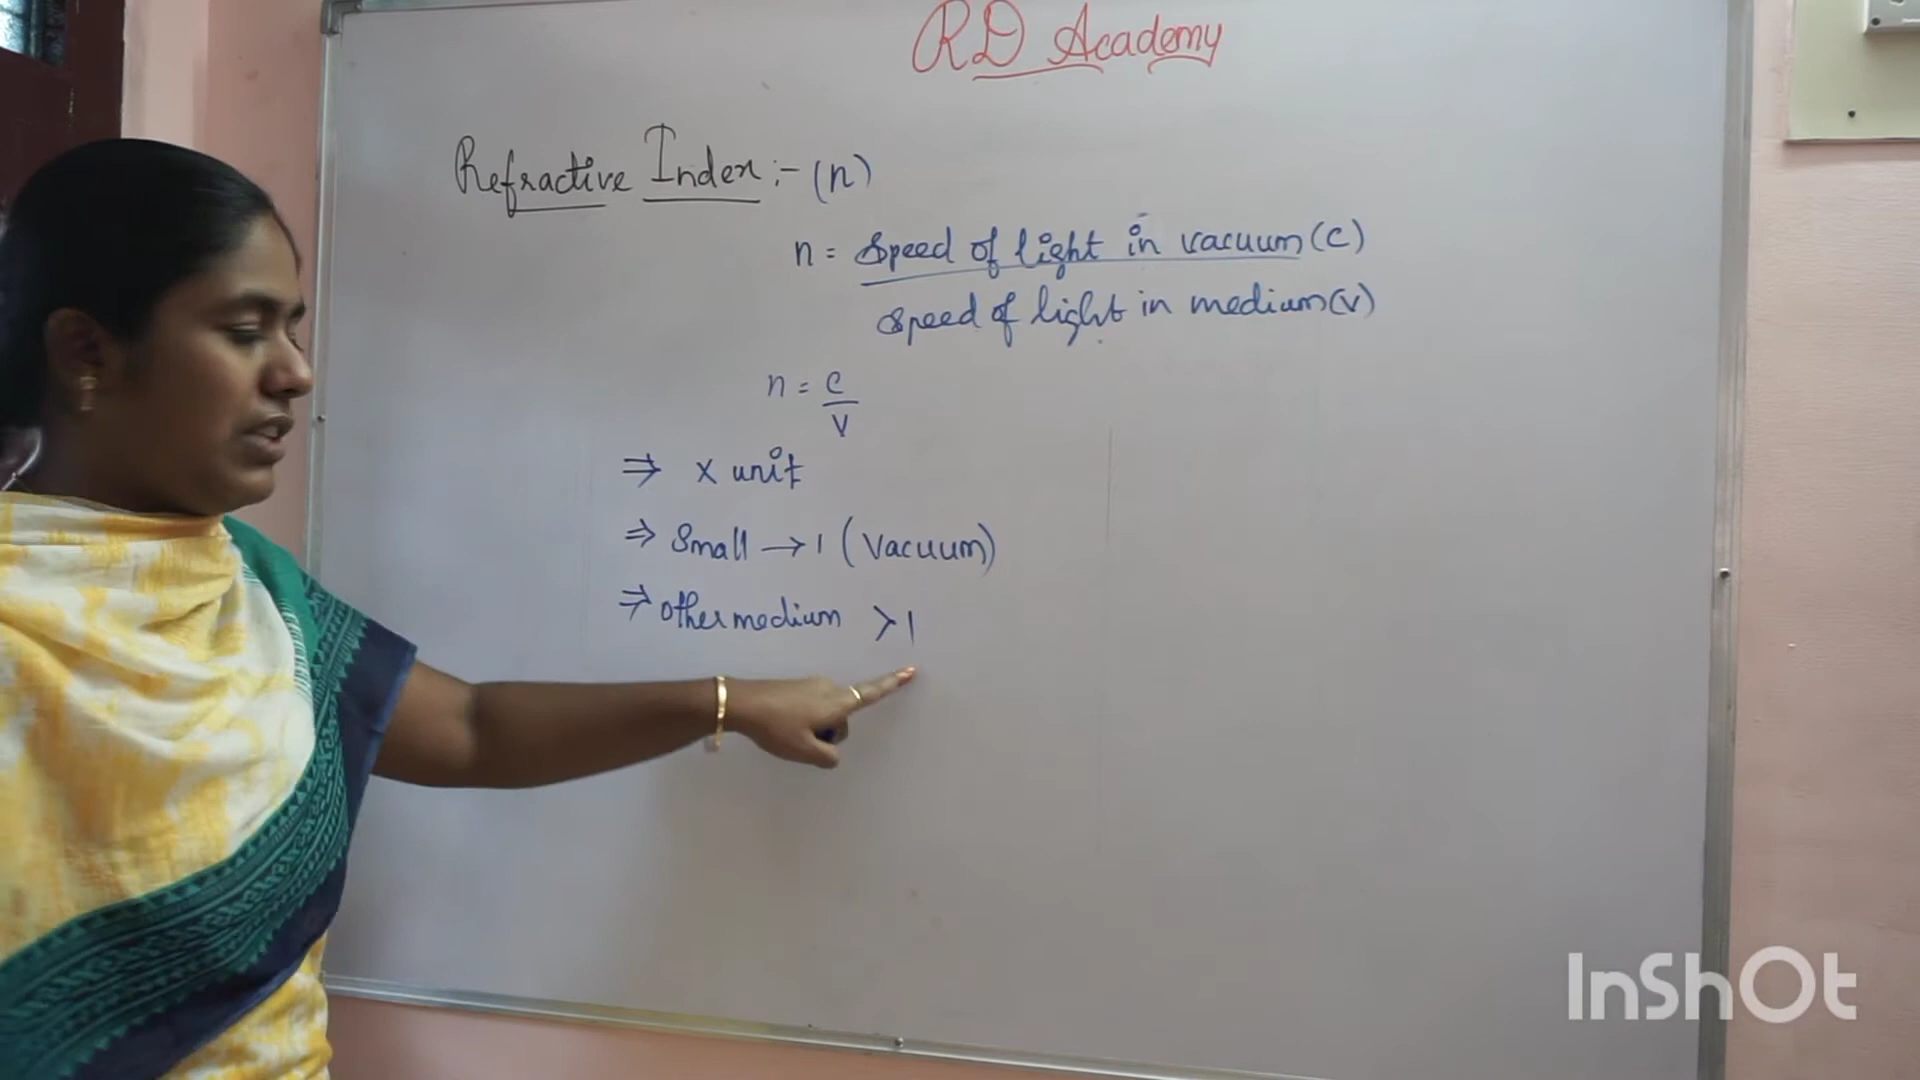 RD Academy
Refractive Index :- (n)
n = Speed of light in vacuum (c)
speed of light in medium (v)
n = c
v
⇒ x unit
⇒ Small → 1 (Vacuum)
⇒ other medium > 1
InShOt